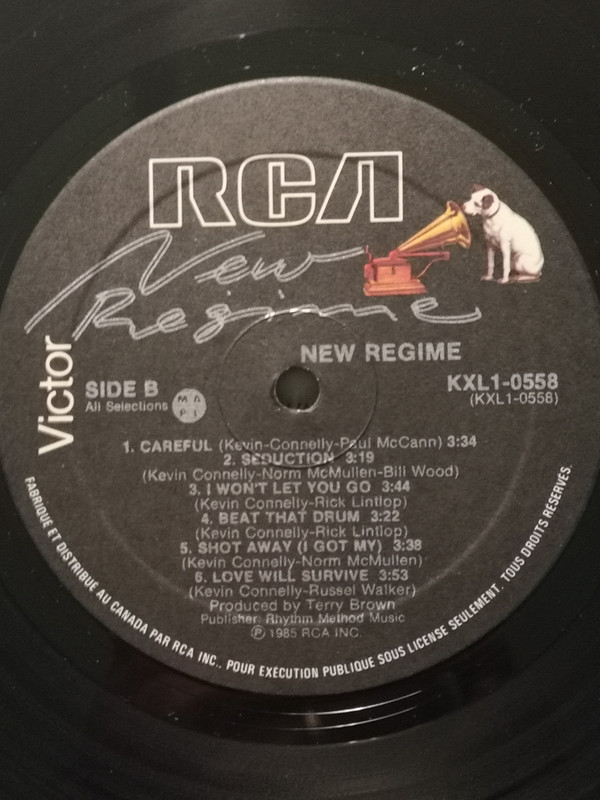 RCA
New
Regime
Victor
NEW REGIME
SIDE B
All Selections
MA
PL
KXL1-0558
(KXL1-0558)
1. CAREFUL (Kevin-Connelly-Paul McCann) 3:34
2. SEDUCTION 3:19
(Kevin Connelly-Norm McMullen-Bill Wood)
3. I WON'T LET YOU GO 3:44
(Kevin Connelly-Rick Lintlop)
4. BEAT THAT DRUM 3:22
(Kevin Connelly-Rick Lintlop)
5. SHOT AWAY (I GOT MY) 3:38
(Kevin Connelly-Norm McMullen)
6. LOVE WILL SURVIVE 3:53
(Kevin Connelly-Russel Walker)
Produced by Terry Brown
Publisher: Rhythm Method Music
Ⓟ 1985 RCA INC.
FABRIQUÉ ET DISTRIBUÉ AU CANADA PAR RCA INC., POUR EXÉCUTION PUBLIQUE SOUS LICENSE SEULEMENT. TOUS DROITS RÉSERVÉS.